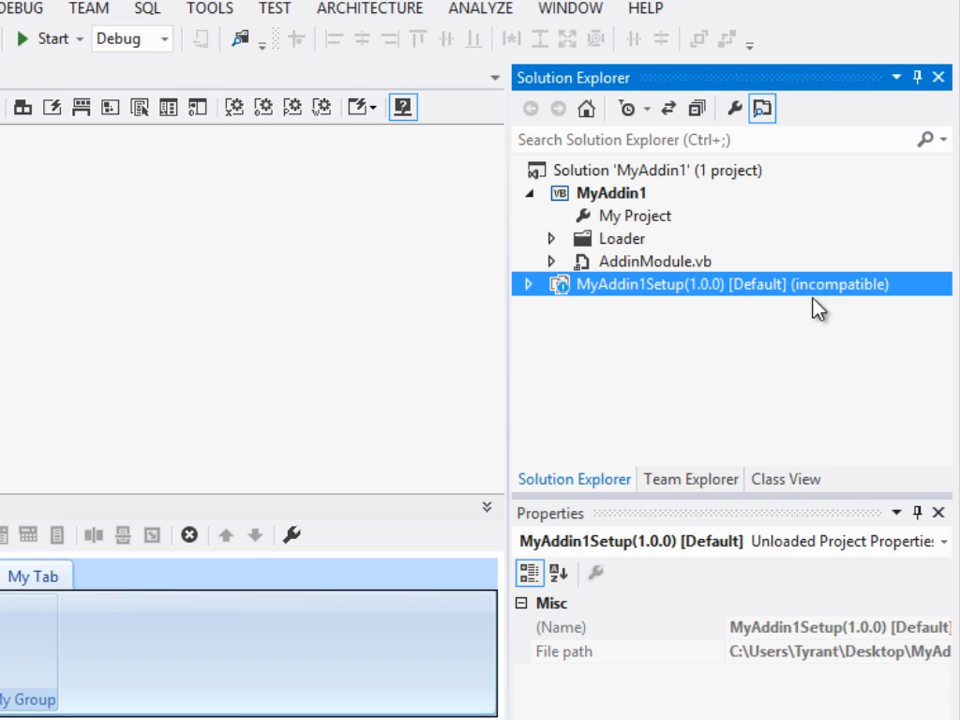 DEBUG TEAM SQL TOOLS TEST ARCHITECTURE ANALYZE WINDOW HELP
Start Debug
Solution Explorer
Search Solution Explorer (Ctrl+;)
Solution 'MyAddin1' (1 project)
VB MyAddin1
My Project
Loader
AddinModule.vb
MyAddin1Setup(1.0.0) [Default] (incompatible)
Solution Explorer Team Explorer Class View
Properties
MyAddin1Setup(1.0.0) [Default] Unloaded Project Properties
My Tab
Misc
(Name) MyAddin1Setup(1.0.0) [Default]
File path C:\Users\Tyrant\Desktop\MyAd
My Group